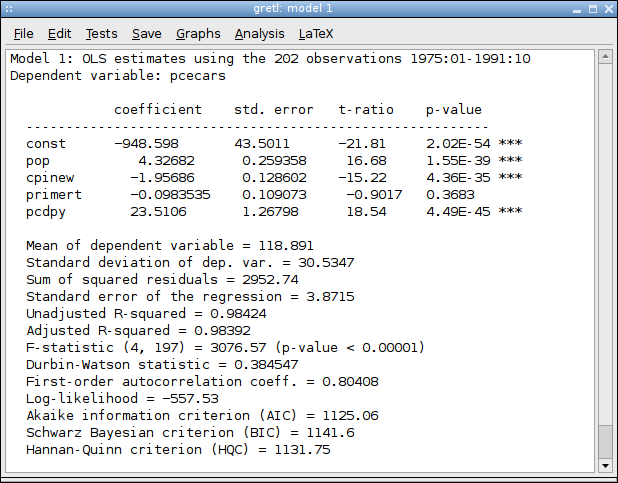 gretl: model 1
File Edit Tests Save Graphs Analysis LaTeX
Model 1: OLS estimates using the 202 observations 1975:01-1991:10
Dependent variable: pcecars
coefficient std. error t-ratio p-value
---------------------------------------------------------
const -948.598 43.5011 -21.81 2.02E-54 ***
pop 4.32682 0.259358 16.68 1.55E-39 ***
cpinew -1.95686 0.128602 -15.22 4.36E-35 ***
primert -0.0983535 0.109073 -0.9017 0.3683
pcdpy 23.5106 1.26798 18.54 4.49E-45 ***
Mean of dependent variable = 118.891
Standard deviation of dep. var. = 30.5347
Sum of squared residuals = 2952.74
Standard error of the regression = 3.8715
Unadjusted R-squared = 0.98424
Adjusted R-squared = 0.98392
F-statistic (4, 197) = 3076.57 (p-value < 0.00001)
Durbin-Watson statistic = 0.384547
First-order autocorrelation coeff. = 0.80408
Log-likelihood = -557.53
Akaike information criterion (AIC) = 1125.06
Schwarz Bayesian criterion (BIC) = 1141.6
Hannan-Quinn criterion (HQC) = 1131.75